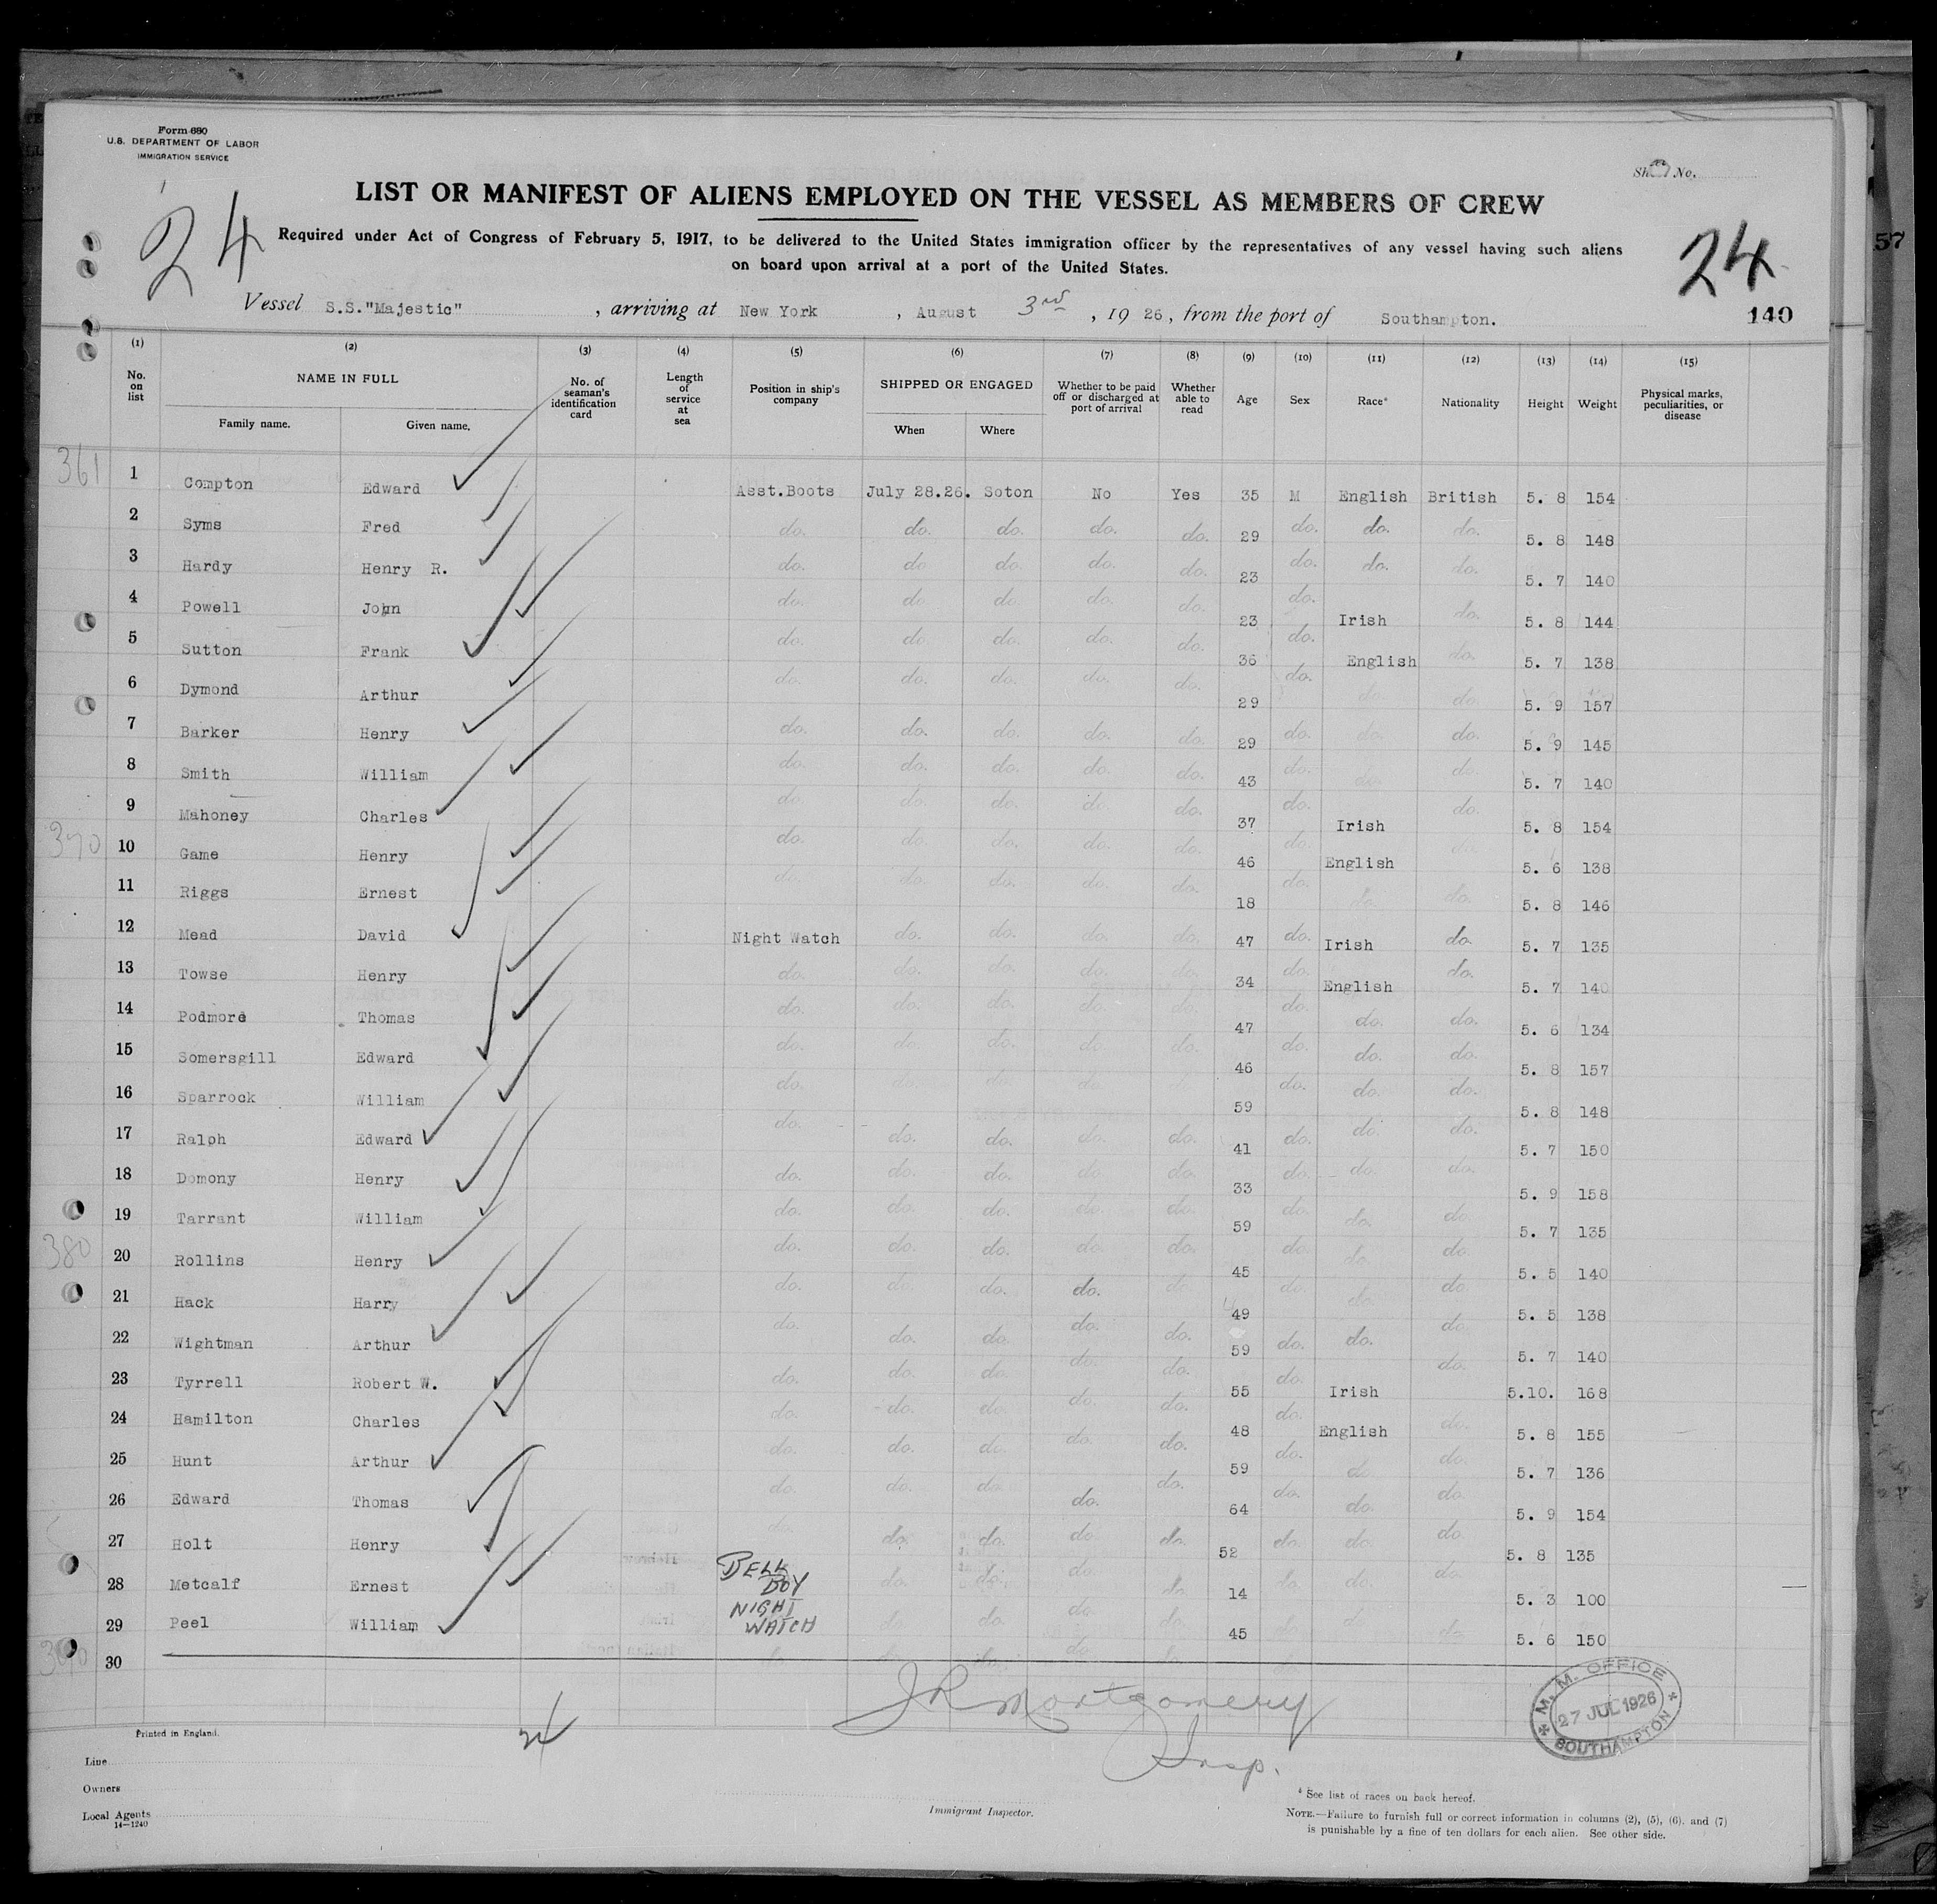 Form 680
U.S. DEPARTMENT OF LABOR
IMMIGRATION SERVICE
No.
LIST OR MANIFEST OF ALIENS EMPLOYED ON THE VESSEL AS MEMBERS OF CREW
24
24
57
Required under Act of Congress of February 5, 1917, to be delivered to the United States immigration officer by the representatives of any vessel having such aliens
on board upon arrival at a port of the United States.
Vessel S.S."Majestic" , arriving at New York , August 3rd , 19 26, from the port of Southampton. 140
(1) (2) (3) (4) (5) (6) (7) (8) (9) (10) (11) (12) (13) (14) (15)
No. on list NAME IN FULL Family name. Given name. No. of seaman's identification card Length of service at sea Position in ship's company SHIPPED OR ENGAGED When Where Whether to be paid off or discharged at port of arrival Whether able to read Age Sex Race* Nationality Height Weight Physical marks, peculiarities, or disease
361 1 Compton Edward Asst.Boots July 28.26. Soton No Yes 35 M English British 5. 8 154
2 Syms Fred do. do. do. do. do. 29 do. do. do. 5. 8 148
3 Hardy Henry R. do. do do. do. do. 23 do. do. do. 5. 7 140
4 Powell John do. do do. do. do. 23 do. Irish do. 5. 8 144
5 Sutton Frank do. do do. do. do. 36 do. English do. 5. 7 138
6 Dymond Arthur do. do. do. do. do. 29 do. do. do 5. 9 157
7 Barker Henry do. do. do. do. do. 29 do. do. do. 5. 9 145
8 Smith William do. do. do. do. do. 43 do. do. do. 5. 7 140
9 Mahoney Charles do. do. do. do. do. 37 do. Irish do. 5. 8 154
370 10 Game Henry do. do. do. do. do. 46 do. English do. 5. 6 138
11 Riggs Ernest do. do. do. do. do. 18 do. do. do. 5. 8 146
12 Mead David Night Watch do. do. do. do. 47 do. Irish do. 5. 7 135
13 Towse Henry do. do. do. do. do. 34 do. English do. 5. 7 140
14 Podmore Thomas do. do. do. do. do. 47 do. do. do. 5. 6 134
15 Somersgill Edward do. do. do. do. do. 46 do. do. do. 5. 8 157
16 Sparrock William do. do. do. do 59 do. do. do. 5. 8 148
17 Ralph Edward do. do. do. do. do. 41 do. do. do. 5. 7 150
18 Domony Henry do. do. do. do. do. 33 do. do. do. 5. 9 158
19 Tarrant William do. do. do. do. do. 59 do. do. do. 5. 7 135
380 20 Rollins Henry do. do. do. do. do. 45 do. do. do. 5. 5 140
21 Hack Harry do. do. do. do. do 49 do. do. do. 5. 5 138
22 Wightman Arthur do. do. do. do. do. 59 do. do. do. 5. 7 140
23 Tyrrell Robert W. do. do. do. do. do. 55 do. Irish do. 5.10. 168
24 Hamilton Charles do. do. do. do. do. 48 do. English do. 5. 8 155
25 Hunt Arthur do. do. do. do. do. 59 do. do. do. 5. 7 136
26 Edward Thomas do. do. do. do. do. 64 do. do. do. 5. 9 154
27 Holt Henry do. do. do. do. do. 52 do. do. do. 5. 8 135
28 Metcalf Ernest BELL BOY do. do. do. do. 14 do. do. do. 5. 3 100
29 Peel William NIGHT WATCH do. do. do. do. 45 do. do. do. 5. 6 150
30 do. do. do. do. do. do.
JR Montgomery
Insp.
M. M. OFFICE
27 JUL 1926
SOUTHAMPTON
Printed in England.
24
Line
Owners
Local Agents
14—1240
Immigrant Inspector.
* See list of races on back hereof.
NOTE.—Failure to furnish full or correct information in columns (2), (5), (6), and (7)
is punishable by a fine of ten dollars for each alien. See other side.